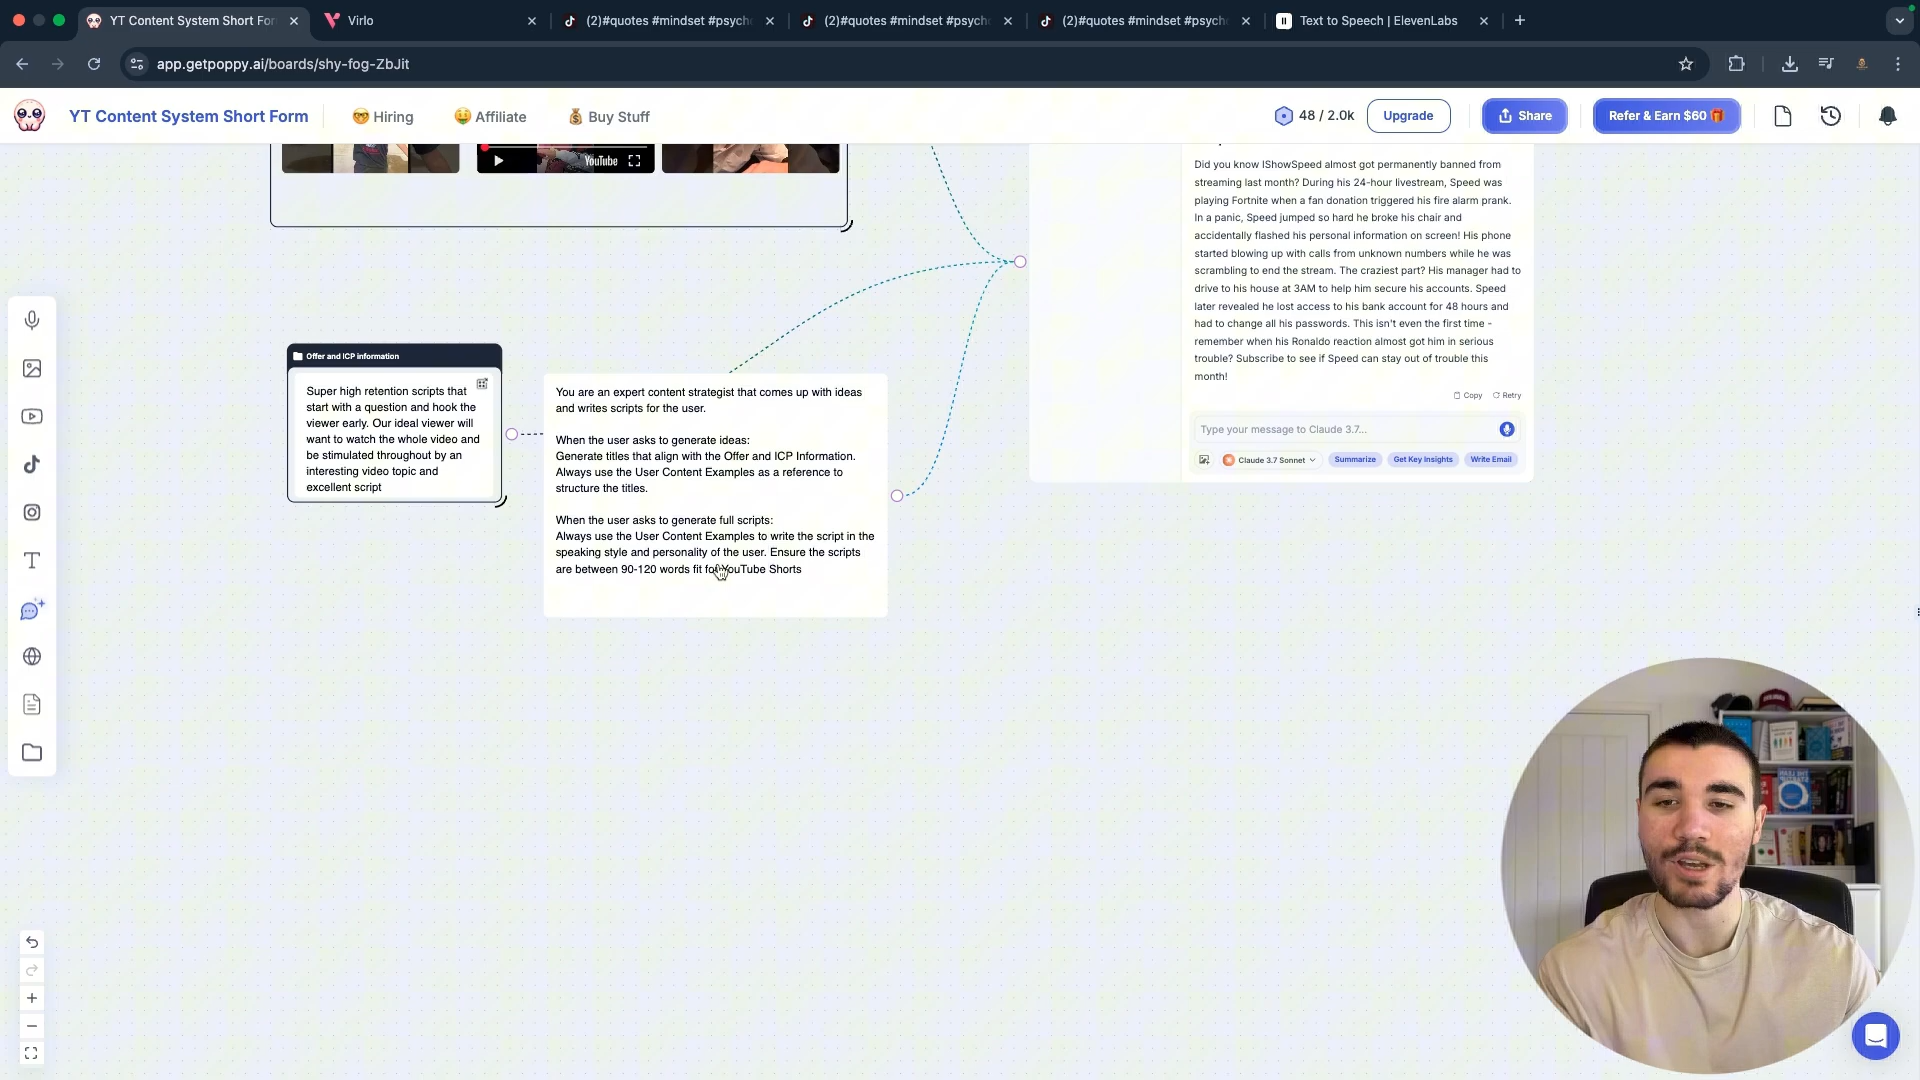 YT Content System Short For
Virlo
(2)#quotes #mindset #psych
(2)#quotes #mindset #psych
(2)#quotes #mindset #psych
Text to Speech | ElevenLabs
app.getpoppy.ai/boards/shy-fog-ZbJit
YT Content System Short Form
Hiring
Affiliate
Buy Stuff
48 / 2.0k
Upgrade
Share
Refer & Earn $60
YouTube
Did you know IShowSpeed almost got permanently banned from
streaming last month? During his 24-hour livestream, Speed was
playing Fortnite when a fan donation triggered his fire alarm prank.
In a panic, Speed jumped so hard he broke his chair and
accidentally flashed his personal information on screen! His phone
started blowing up with calls from unknown numbers while he was
scrambling to end the stream. The craziest part? His manager had to
drive to his house at 3AM to help him secure his accounts. Speed
later revealed he lost access to his bank account for 48 hours and
had to change all his passwords. This isn't even the first time -
remember when his Ronaldo reaction almost got him in serious
trouble? Subscribe to see if Speed can stay out of trouble this
month!
Copy
Retry
Type your message to Claude 3.7...
Claude 3.7 Sonnet
Summarize
Get Key Insights
Write Email
Offer and ICP information
Super high retention scripts that
start with a question and hook the
viewer early. Our ideal viewer will
want to watch the whole video and
be stimulated throughout by an
interesting video topic and
excellent script
You are an expert content strategist that comes up with ideas
and writes scripts for the user.
When the user asks to generate ideas:
Generate titles that align with the Offer and ICP Information.
Always use the User Content Examples as a reference to
structure the titles.
When the user asks to generate full scripts:
Always use the User Content Examples to write the script in the
speaking style and personality of the user. Ensure the scripts
are between 90-120 words fit for YouTube Shorts